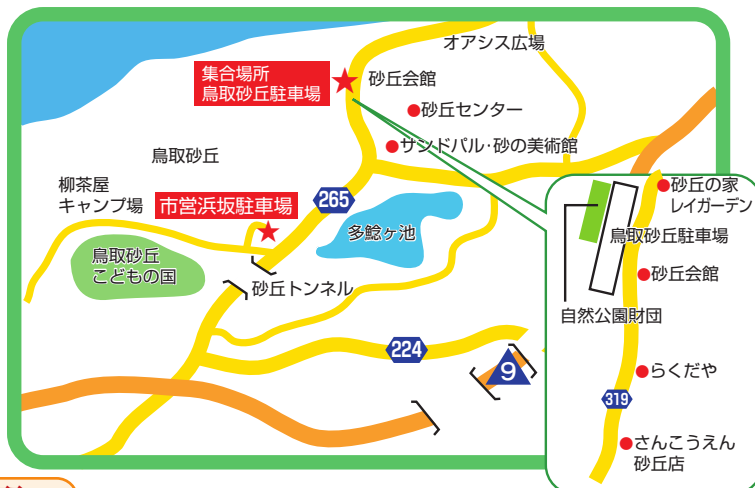 オアシス広場
集合場所
鳥取砂丘駐車場
砂丘会館
砂丘センター
サンドパル・砂の美術館
鳥取砂丘
柳茶屋
キャンプ場
市営浜坂駐車場
265
多鯰ヶ池
鳥取砂丘
こどもの国
砂丘トンネル
224
9
砂丘の家
レイガーデン
鳥取砂丘駐車場
砂丘会館
自然公園財団
らくだや
319
さんこうえん
砂丘店